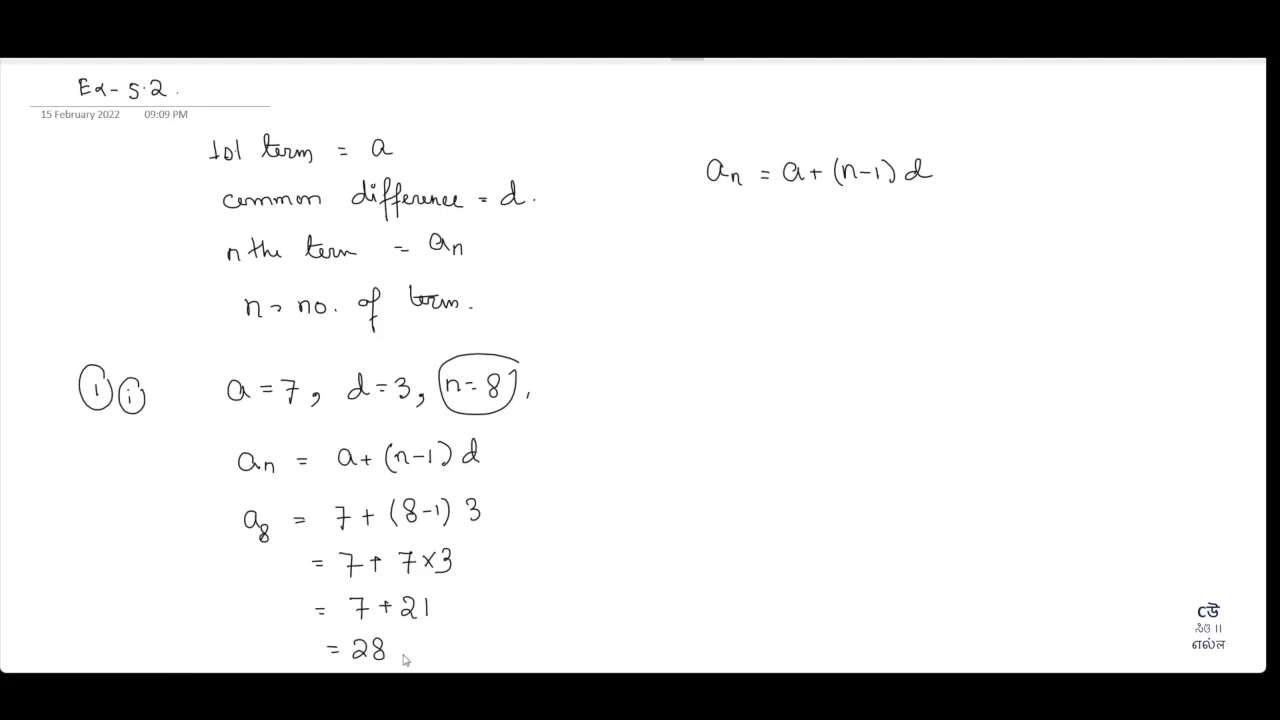 Ex - 5.2.
15 February 2022 09:09 PM
1st term = a
common difference = d.
n the term = aₙ
n = no. of term.
aₙ = a + (n-1) d
① ⓘ a = 7, d = 3, n = 8,
aₙ = a + (n-1) d
a₈ = 7 + (8-1) 3
= 7 + 7×3
= 7 + 21
= 28